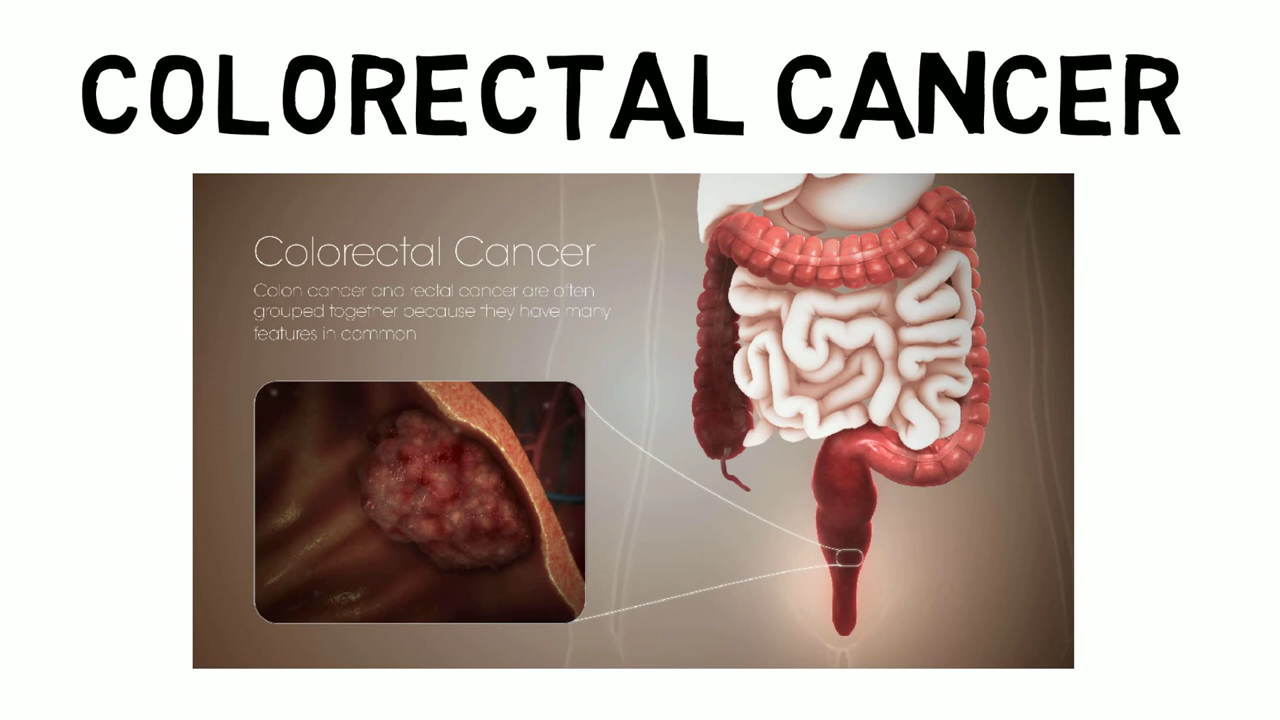 COLORECTAL CANCER
Colorectal Cancer
Colon cancer and rectal cancer are often
grouped together because they have many
features in common